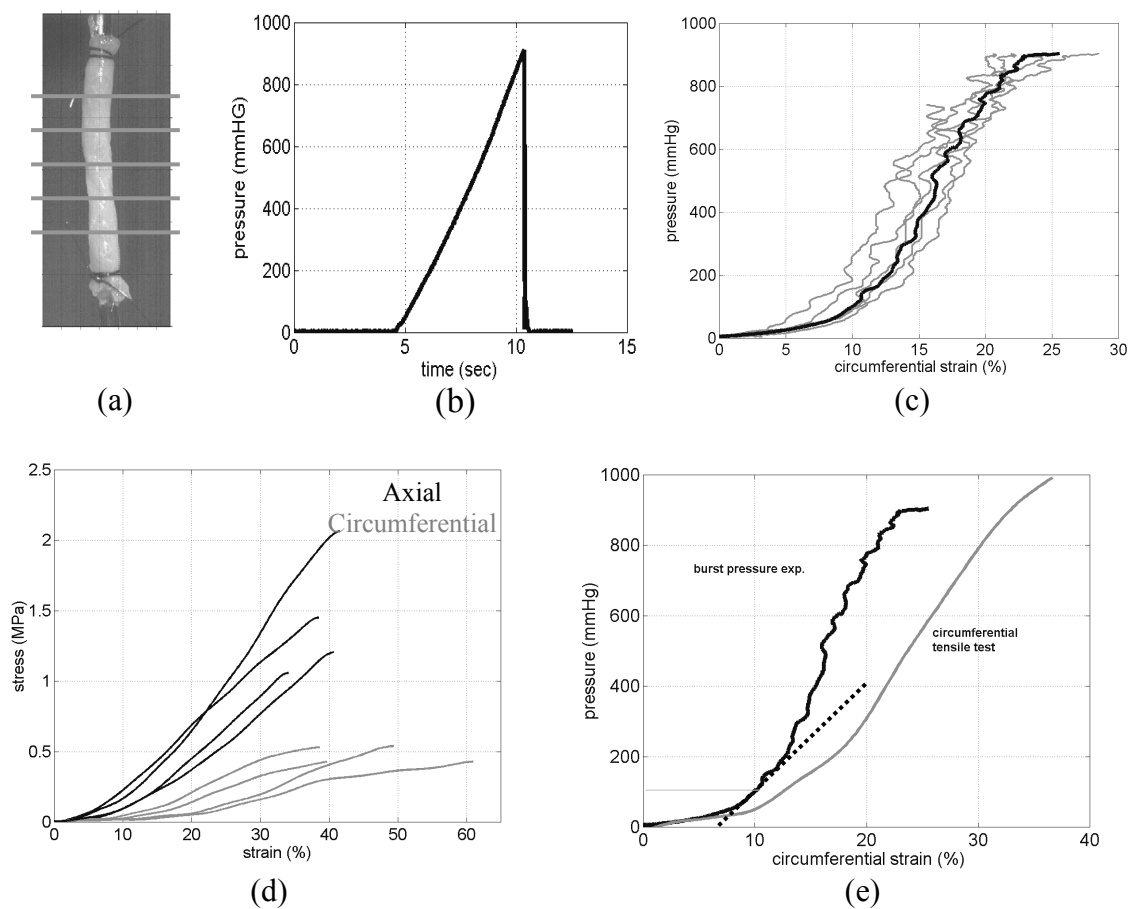 1000
800
600
400
200
0
0
5
10
15
pressure (mmHG)
time (sec)
1000
800
600
400
200
0
0
5
10
15
20
25
30
pressure (mmHg)
circumferential strain (%)
(a)
(b)
(c)
2.5
2
1.5
1
0.5
0
0
10
20
30
40
50
60
stress (MPa)
strain (%)
Axial
Circumferential
1000
800
600
400
200
0
0
10
20
30
40
pressure (mmHg)
circumferential strain (%)
burst pressure exp.
circumferential
tensile test
(d)
(e)